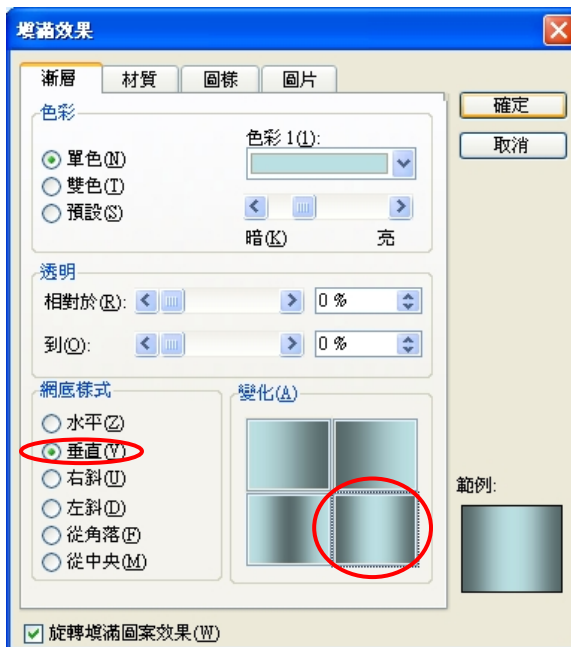 填滿效果
漸層 材質 圖樣 圖片
確定
取消
色彩
單色(N)
雙色(T)
預設(S)
色彩 1(1):
暗(K) 亮
透明
相對於(R): 0 %
到(O): 0 %
網底樣式
水平(Z)
垂直(V)
右斜(U)
左斜(D)
從角落(F)
從中央(M)
變化(A)
範例:
旋轉填滿圖案效果(W)